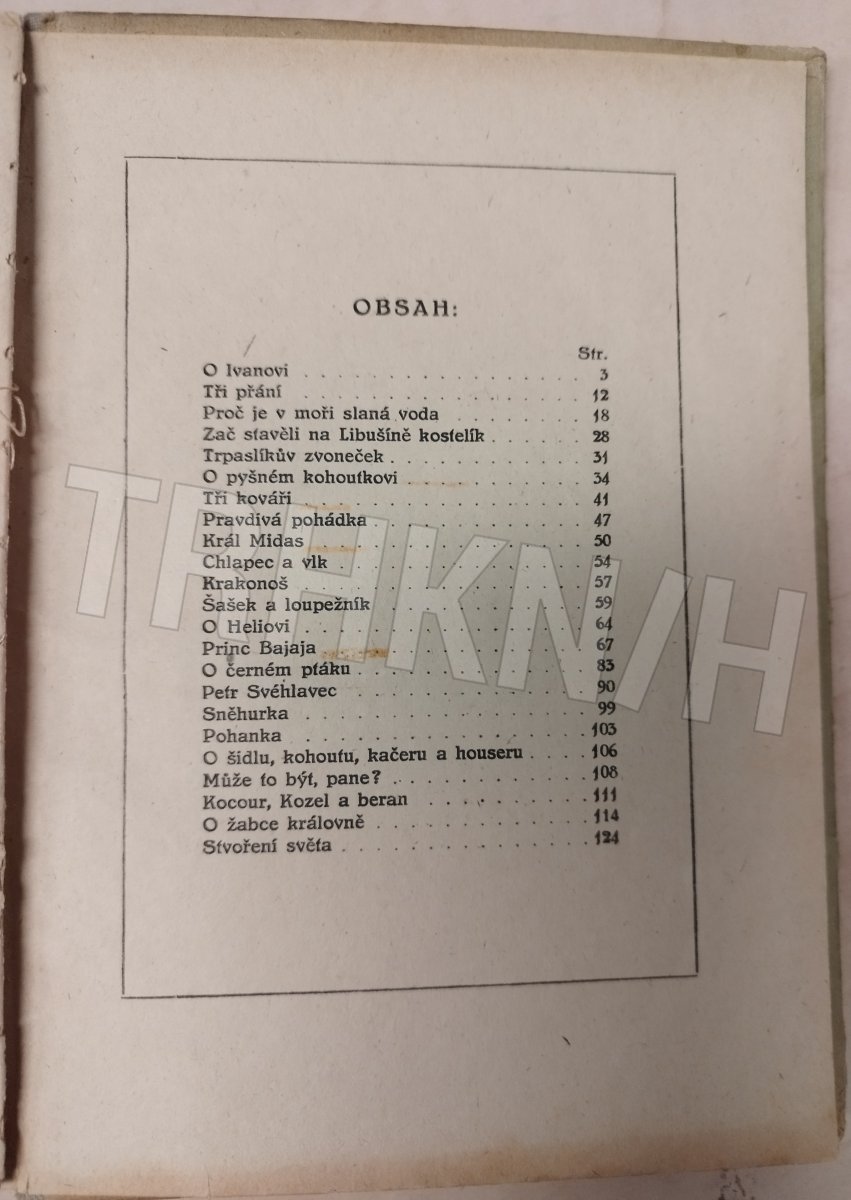 OBSAH:
Str.
O Ivanovi . . . . . . . . . . . . . . . . . 3
Tři přání . . . . . . . . . . . . . . . . . 12
Proč je v moři slaná voda . . . . . . . . 18
Zač stavěli na Libušíně kostelík . . . . . . 28
Trpaslíkův zvoneček . . . . . . . . . . . . 31
O pyšném kohoutkovi . . . . . . . . . . . 34
Tři kováři . . . . . . . . . . . . . . . . 41
Pravdivá pohádka . . . . . . . . . . . . . 47
Král Midas . . . . . . . . . . . . . . . . 50
Chlapec a vlk . . . . . . . . . . . . . . . 54
Krakonoš . . . . . . . . . . . . . . . . . 57
Šašek a loupežník . . . . . . . . . . . . 59
O Heliovi . . . . . . . . . . . . . . . . . 64
Princ Bajaja . . . . . . . . . . . . . . . 67
O černém ptáku . . . . . . . . . . . . . . 83
Petr Svéhlavec . . . . . . . . . . . . . . 90
Sněhurka . . . . . . . . . . . . . . . . . 99
Pohanka . . . . . . . . . . . . . . . . . 103
O šídlu, kohoutu, kačeru a houseru . . . . 106
Může to být, pane? . . . . . . . . . . . . 108
Kocour, Kozel a beran . . . . . . . . . . 111
O žabce královně . . . . . . . . . . . . . 114
Stvoření světa . . . . . . . . . . . . . . 124
TRHKNIH